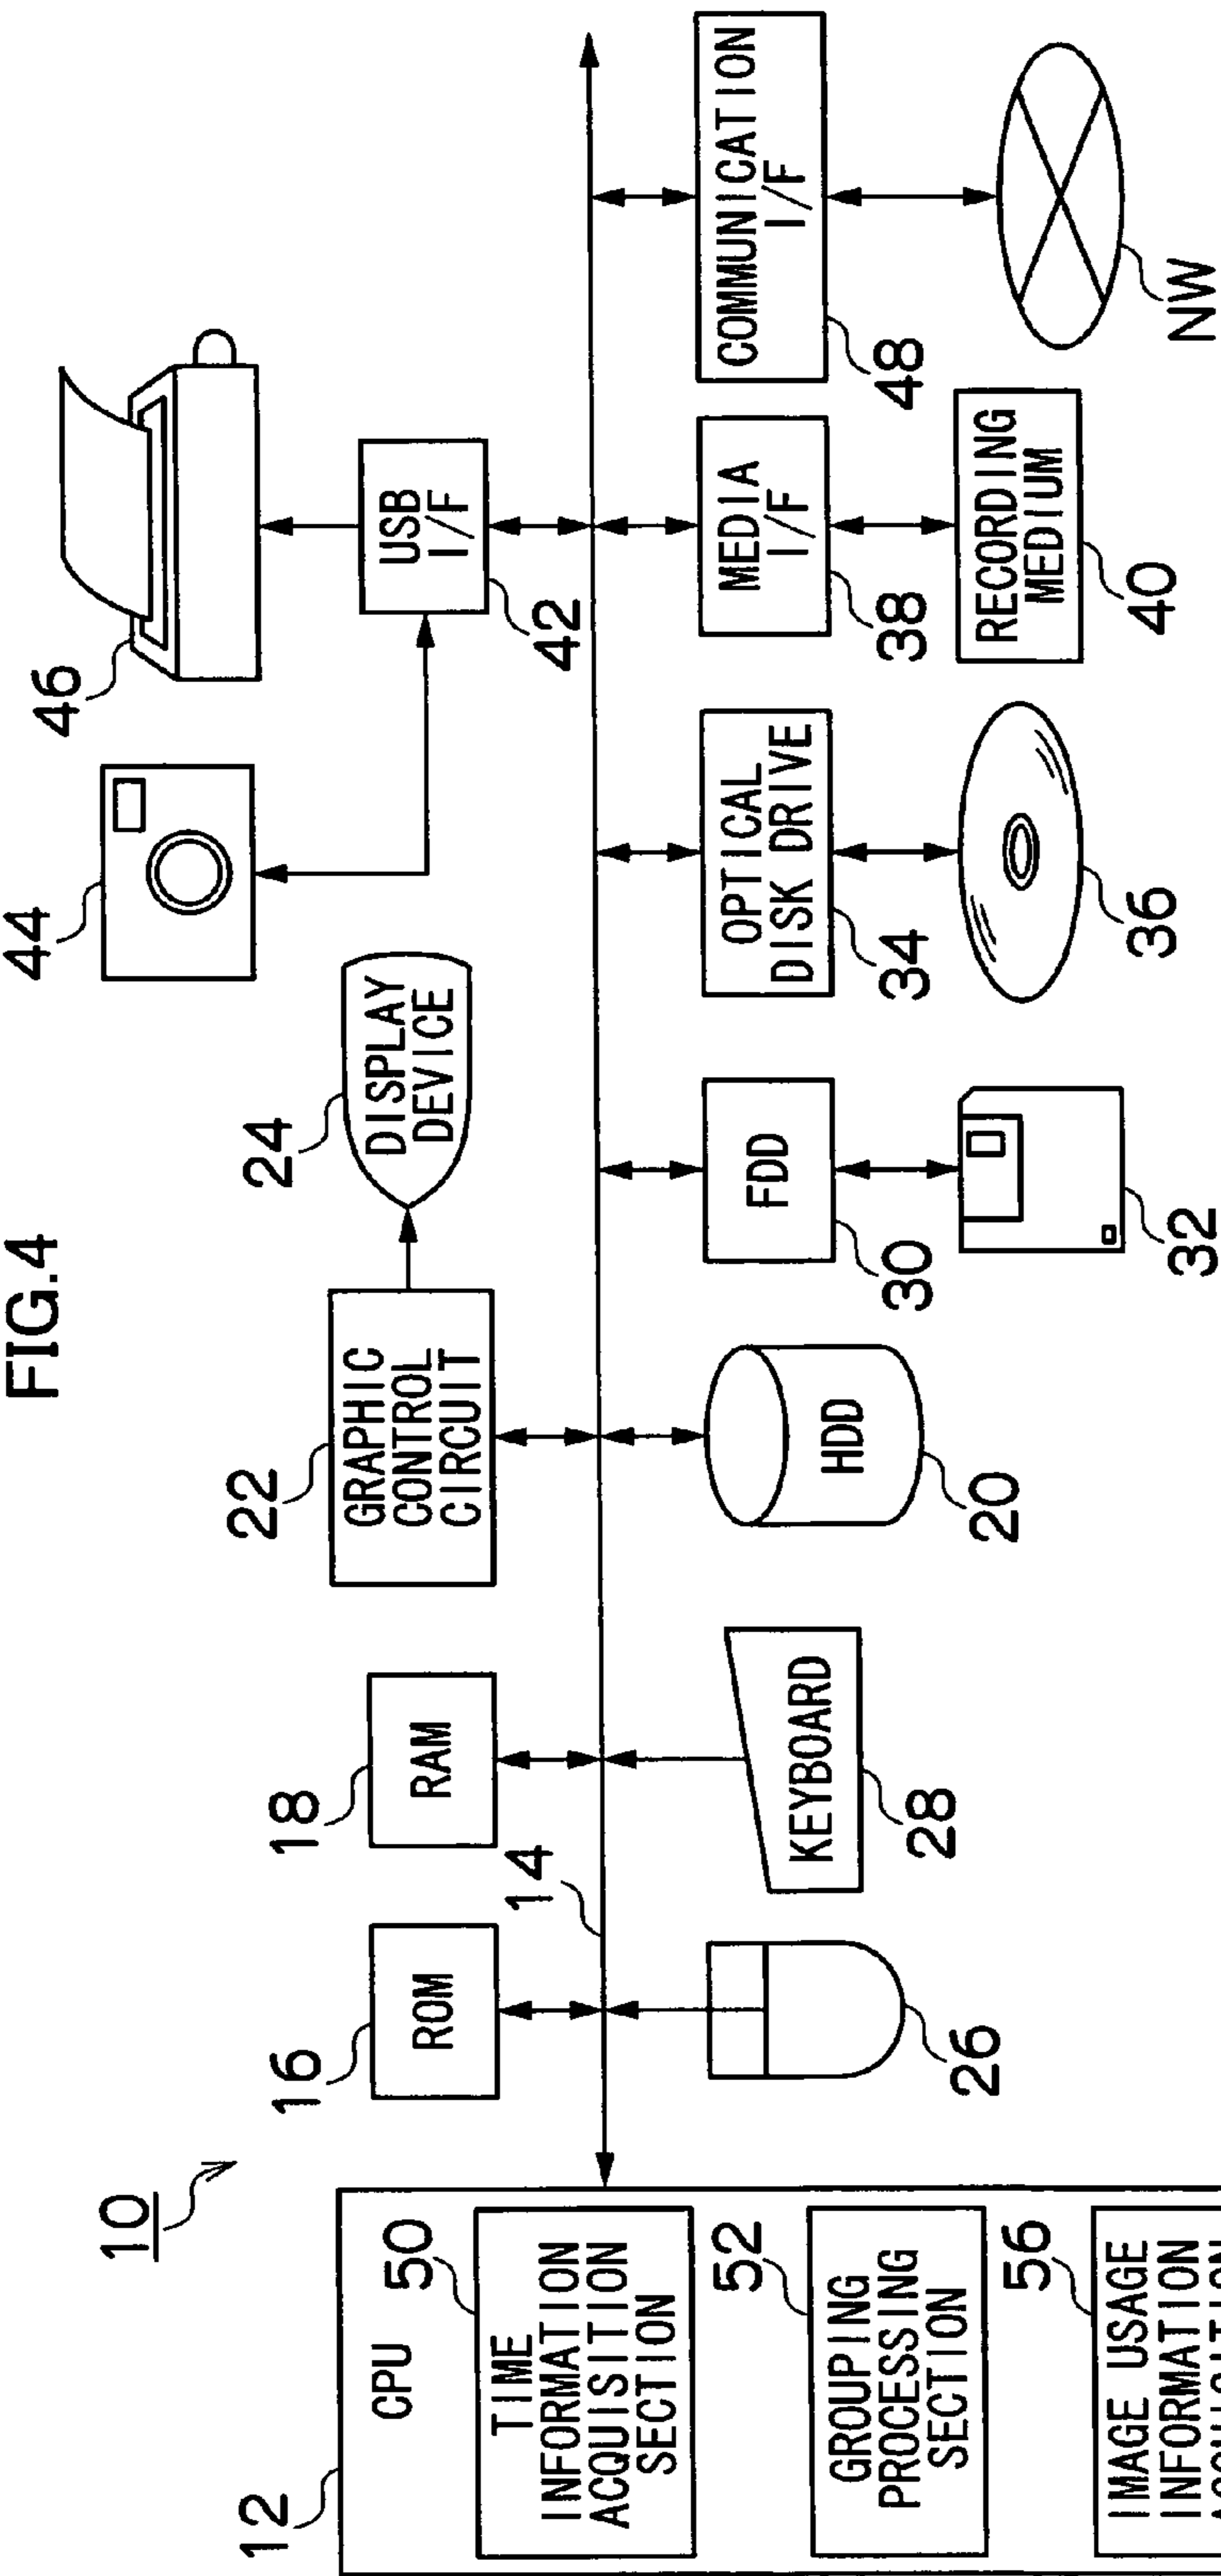 FIG.4
10
12
CPU
50
TIME
INFORMATION
ACQUISITION
SECTION
52
GROUPING
PROCESSING
SECTION
56
IMAGE USAGE
INFORMATION
16
ROM
18
RAM
14
22
GRAPHIC
CONTROL
CIRCUIT
24
DISPLAY
DEVICE
44
46
USB
I/F
42
26
KEYBOARD
28
HDD
20
FDD
30
32
OPTICAL
DISK DRIVE
34
36
MEDIA
I/F
38
RECORDING
MEDIUM
40
COMMUNICATION
I/F
48
NW